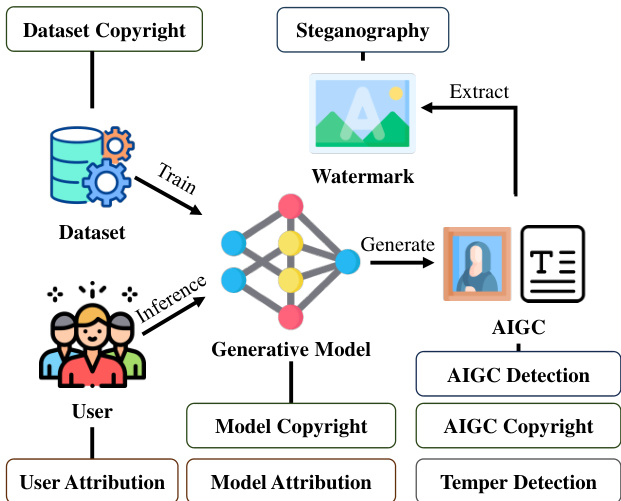 Dataset Copyright
Steganography
Extract
Train
Watermark
Dataset
Generate
Inference
T
Generative Model
AIGC
User
AIGC Detection
Model Copyright
AIGC Copyright
User Attribution
Model Attribution
Temper Detection